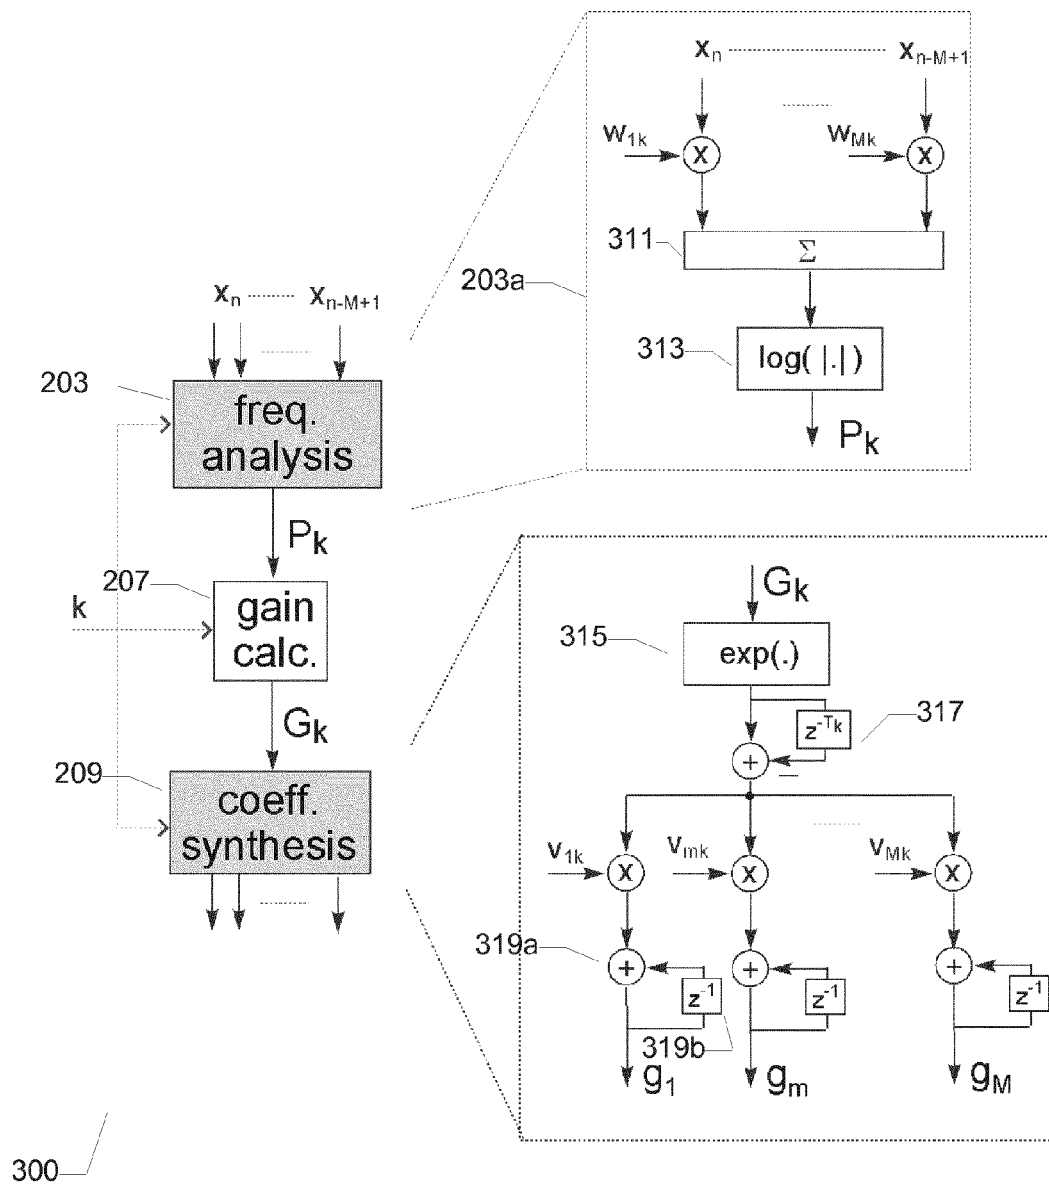 xn xn-M+1
w1k x wMk x
311 Σ
203a
313 log( |.| )
Pk
xn xn-M+1
203
freq.
analysis
Pk
207
k
gain
calc.
Gk
209
coeff.
synthesis
Gk
315 exp(.)
z-Tk 317
+ −
v1k x vmk x vMk x
319a + + +
z-1 z-1 z-1
319b
g1 gm gM
300